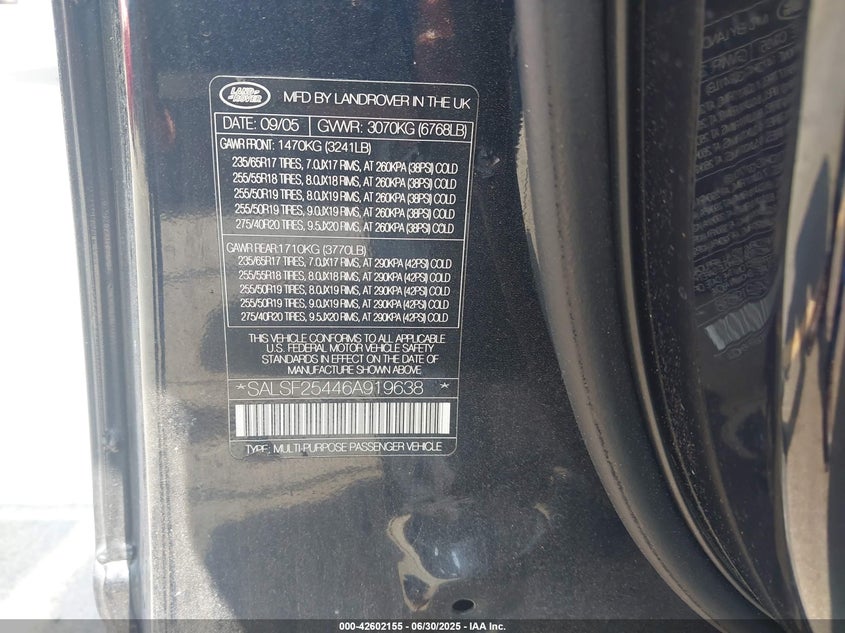 LAND-
-ROVER
MFD BY LANDROVER IN THE UK
DATE: 09/05 GWWR: 3070KG (6768LB)
GAWR FRONT: 1470KG (3241LB)
235/65R17 TIRES, 7.0JX17 RIMS, AT 260KPA (38PSI) COLD
255/55R18 TIRES, 8.0JX18 RIMS, AT 260KPA (38PSI) COLD
255/50R19 TIRES, 8.0JX19 RIMS, AT 260KPA (38PSI) COLD
255/50R19 TIRES, 9.0JX19 RIMS, AT 260KPA (38PSI) COLD
275/40R20 TIRES, 9.5JX20 RIMS, AT 260KPA (38PSI) COLD
GAWR REAR: 1710KG (3770LB)
235/65R17 TIRES, 7.0JX17 RIMS, AT 290KPA (42PSI) COLD
255/55R18 TIRES, 8.0JX18 RIMS, AT 290KPA (42PSI) COLD
255/50R19 TIRES, 8.0JX19 RIMS, AT 290KPA (42PSI) COLD
255/50R19 TIRES, 9.0JX19 RIMS, AT 290KPA (42PSI) COLD
275/40R20 TIRES, 9.5JX20 RIMS, AT 290KPA (42PSI) COLD
THIS VEHICLE CONFORMS TO ALL APPLICABLE
U.S. FEDERAL MOTOR VEHICLE SAFETY
STANDARDS IN EFFECT ON THE DATE OF
MANUFACTURE SHOWN ABOVE
*SALSF25446A919638 *
TYPE: MULTI-PURPOSE PASSENGER VEHICLE
000-42602155 - 06/30/2025 - IAA Inc.